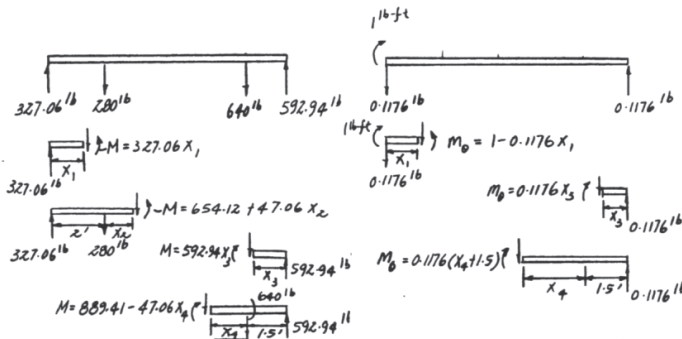 1 lb-ft
327.06 lb
280 lb
640 lb
592.94 lb
0.1176 lb
0.1176 lb
M = 327.06 x1
x1
327.06 lb
1 lb-ft
mθ = 1 - 0.1176 x1
x1
0.1176 lb
M = 654.12 + 47.06 x2
2'
x2
327.06 lb
280 lb
mθ = 0.1176 x3
x3
0.1176 lb
M = 592.94 x3
x3
592.94 lb
mθ = 0.1176 (x4 + 1.5)
x4
1.5'
0.1176 lb
M = 889.41 - 47.06 x4
640 lb
x4
1.5'
592.94 lb